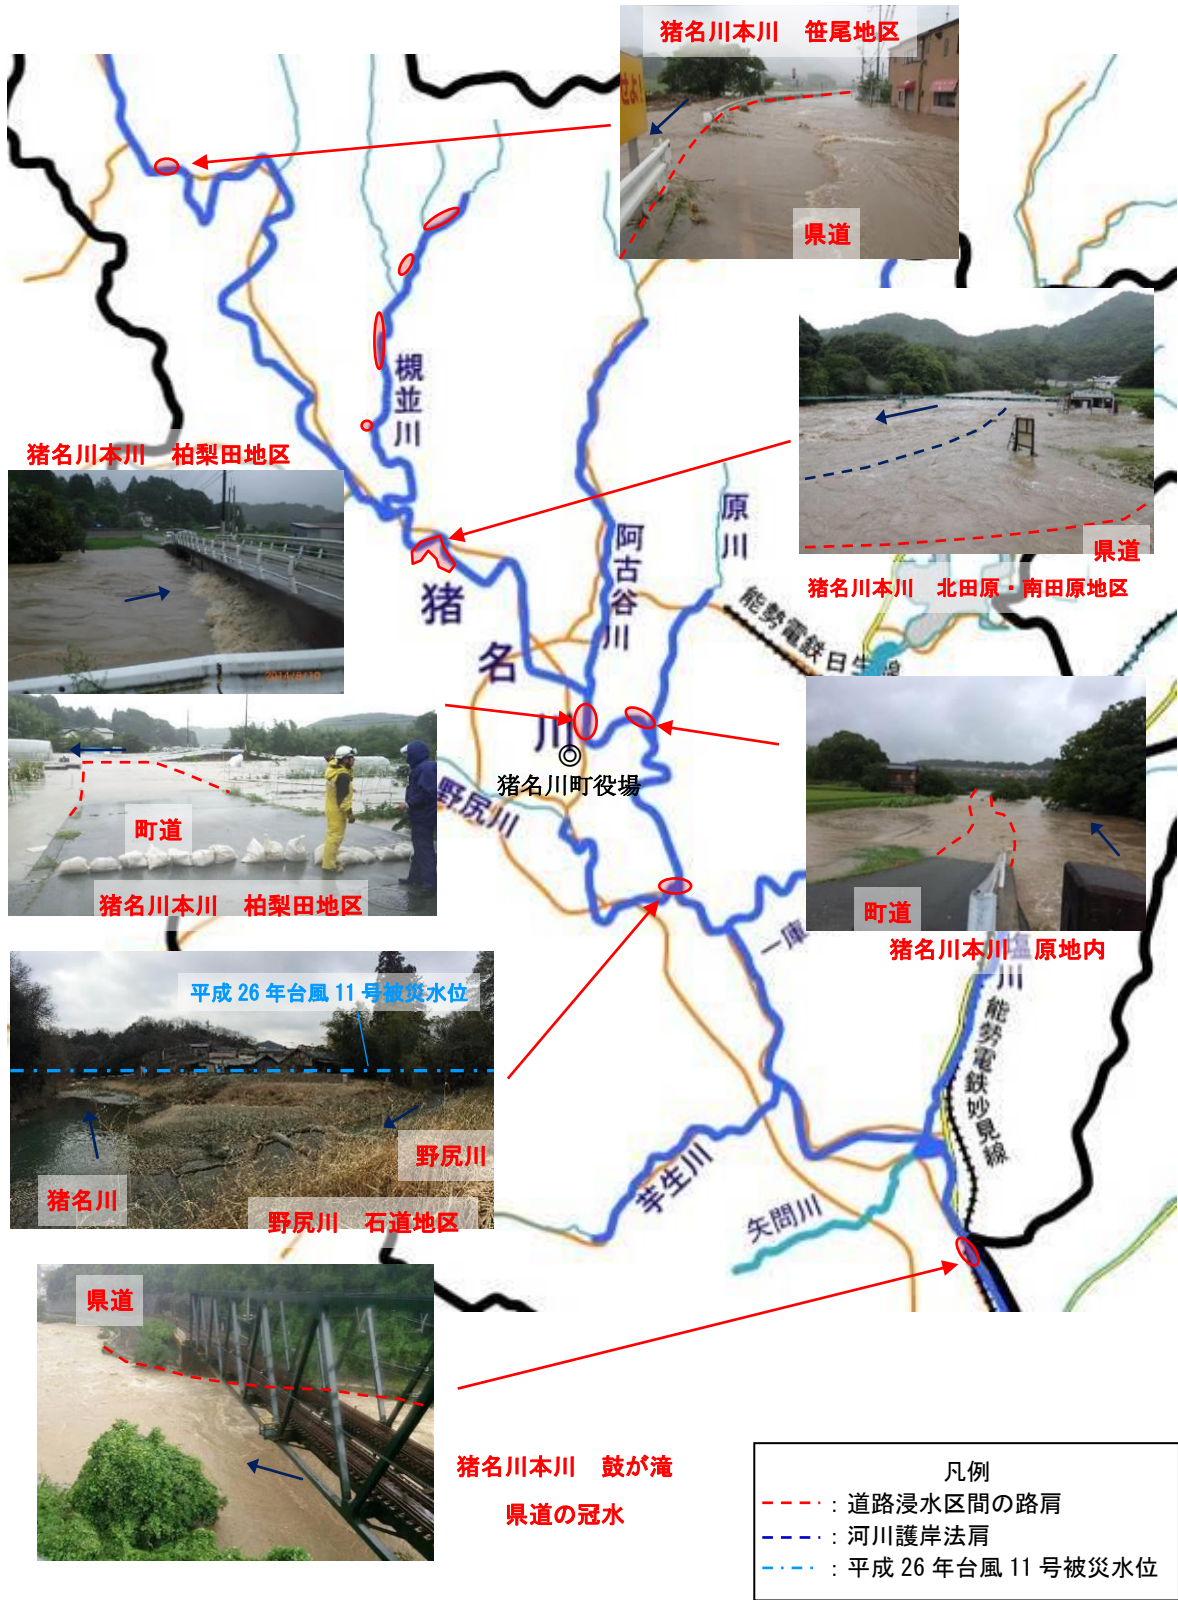 猪名川本川　笹尾地区
せよ!
県道
槻並川
猪名川本川　柏梨田地区
原川
阿古谷川
県道
猪名川本川　北田原・南田原地区
能勢電鉄日生線
猪名川
2014/8/10
猪名川町役場
野尻川
町道
猪名川本川　柏梨田地区
町道
猪名川本川　原地内
一庫
塩川
平成 26 年台風 11 号被災水位
能勢電鉄妙見線
野尻川
猪名川
野尻川　石道地区
芋生川
矢問川
県道
猪名川本川　鼓が滝
県道の冠水
凡例
：道路浸水区間の路肩
：河川護岸法肩
：平成 26 年台風 11 号被災水位